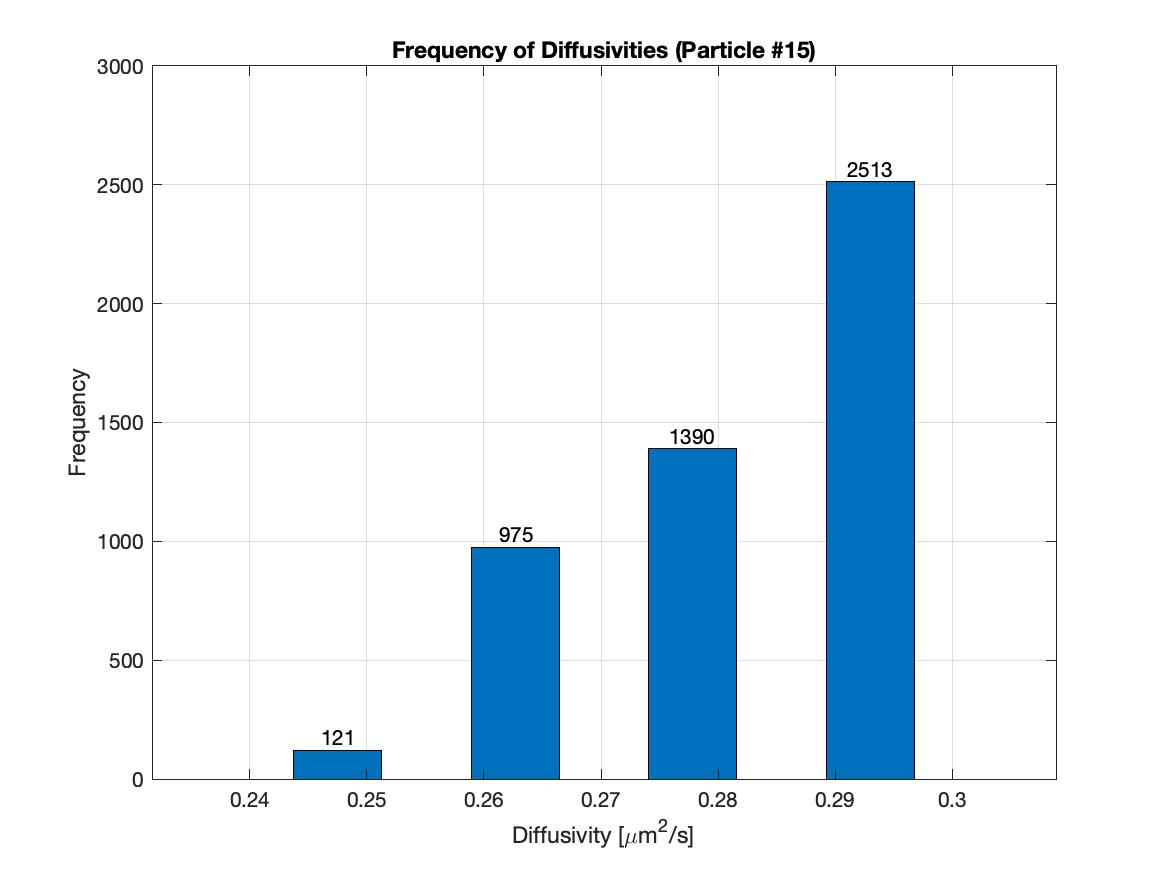 Frequency of Diffusivities (Particle #15)
3000
2500
2000
1500
1000
500
0
Frequency
121
975
1390
2513
0.24 0.25 0.26 0.27 0.28 0.29 0.3
Diffusivity [μm²/s]